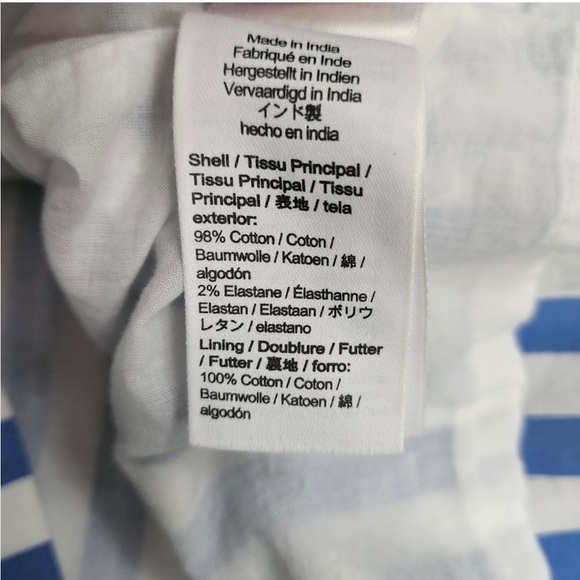 Made in India
Fabriqué en Inde
Hergestellt in Indien
Vervaardigd in India
インド製
hecho en india
Shell / Tissu Principal /
Tissu Principal / Tissu
Principal / 表地 / tela
exterior:
98% Cotton / Coton /
Baumwolle / Katoen / 綿 /
algodón
2% Elastane / Élasthanne /
Elastan / Elastaan / ポリウ
レタン / elastano
Lining / Doublure / Futter
/ Futter / 裏地 / forro:
100% Cotton / Coton /
Baumwolle / Katoen / 綿 /
algodón